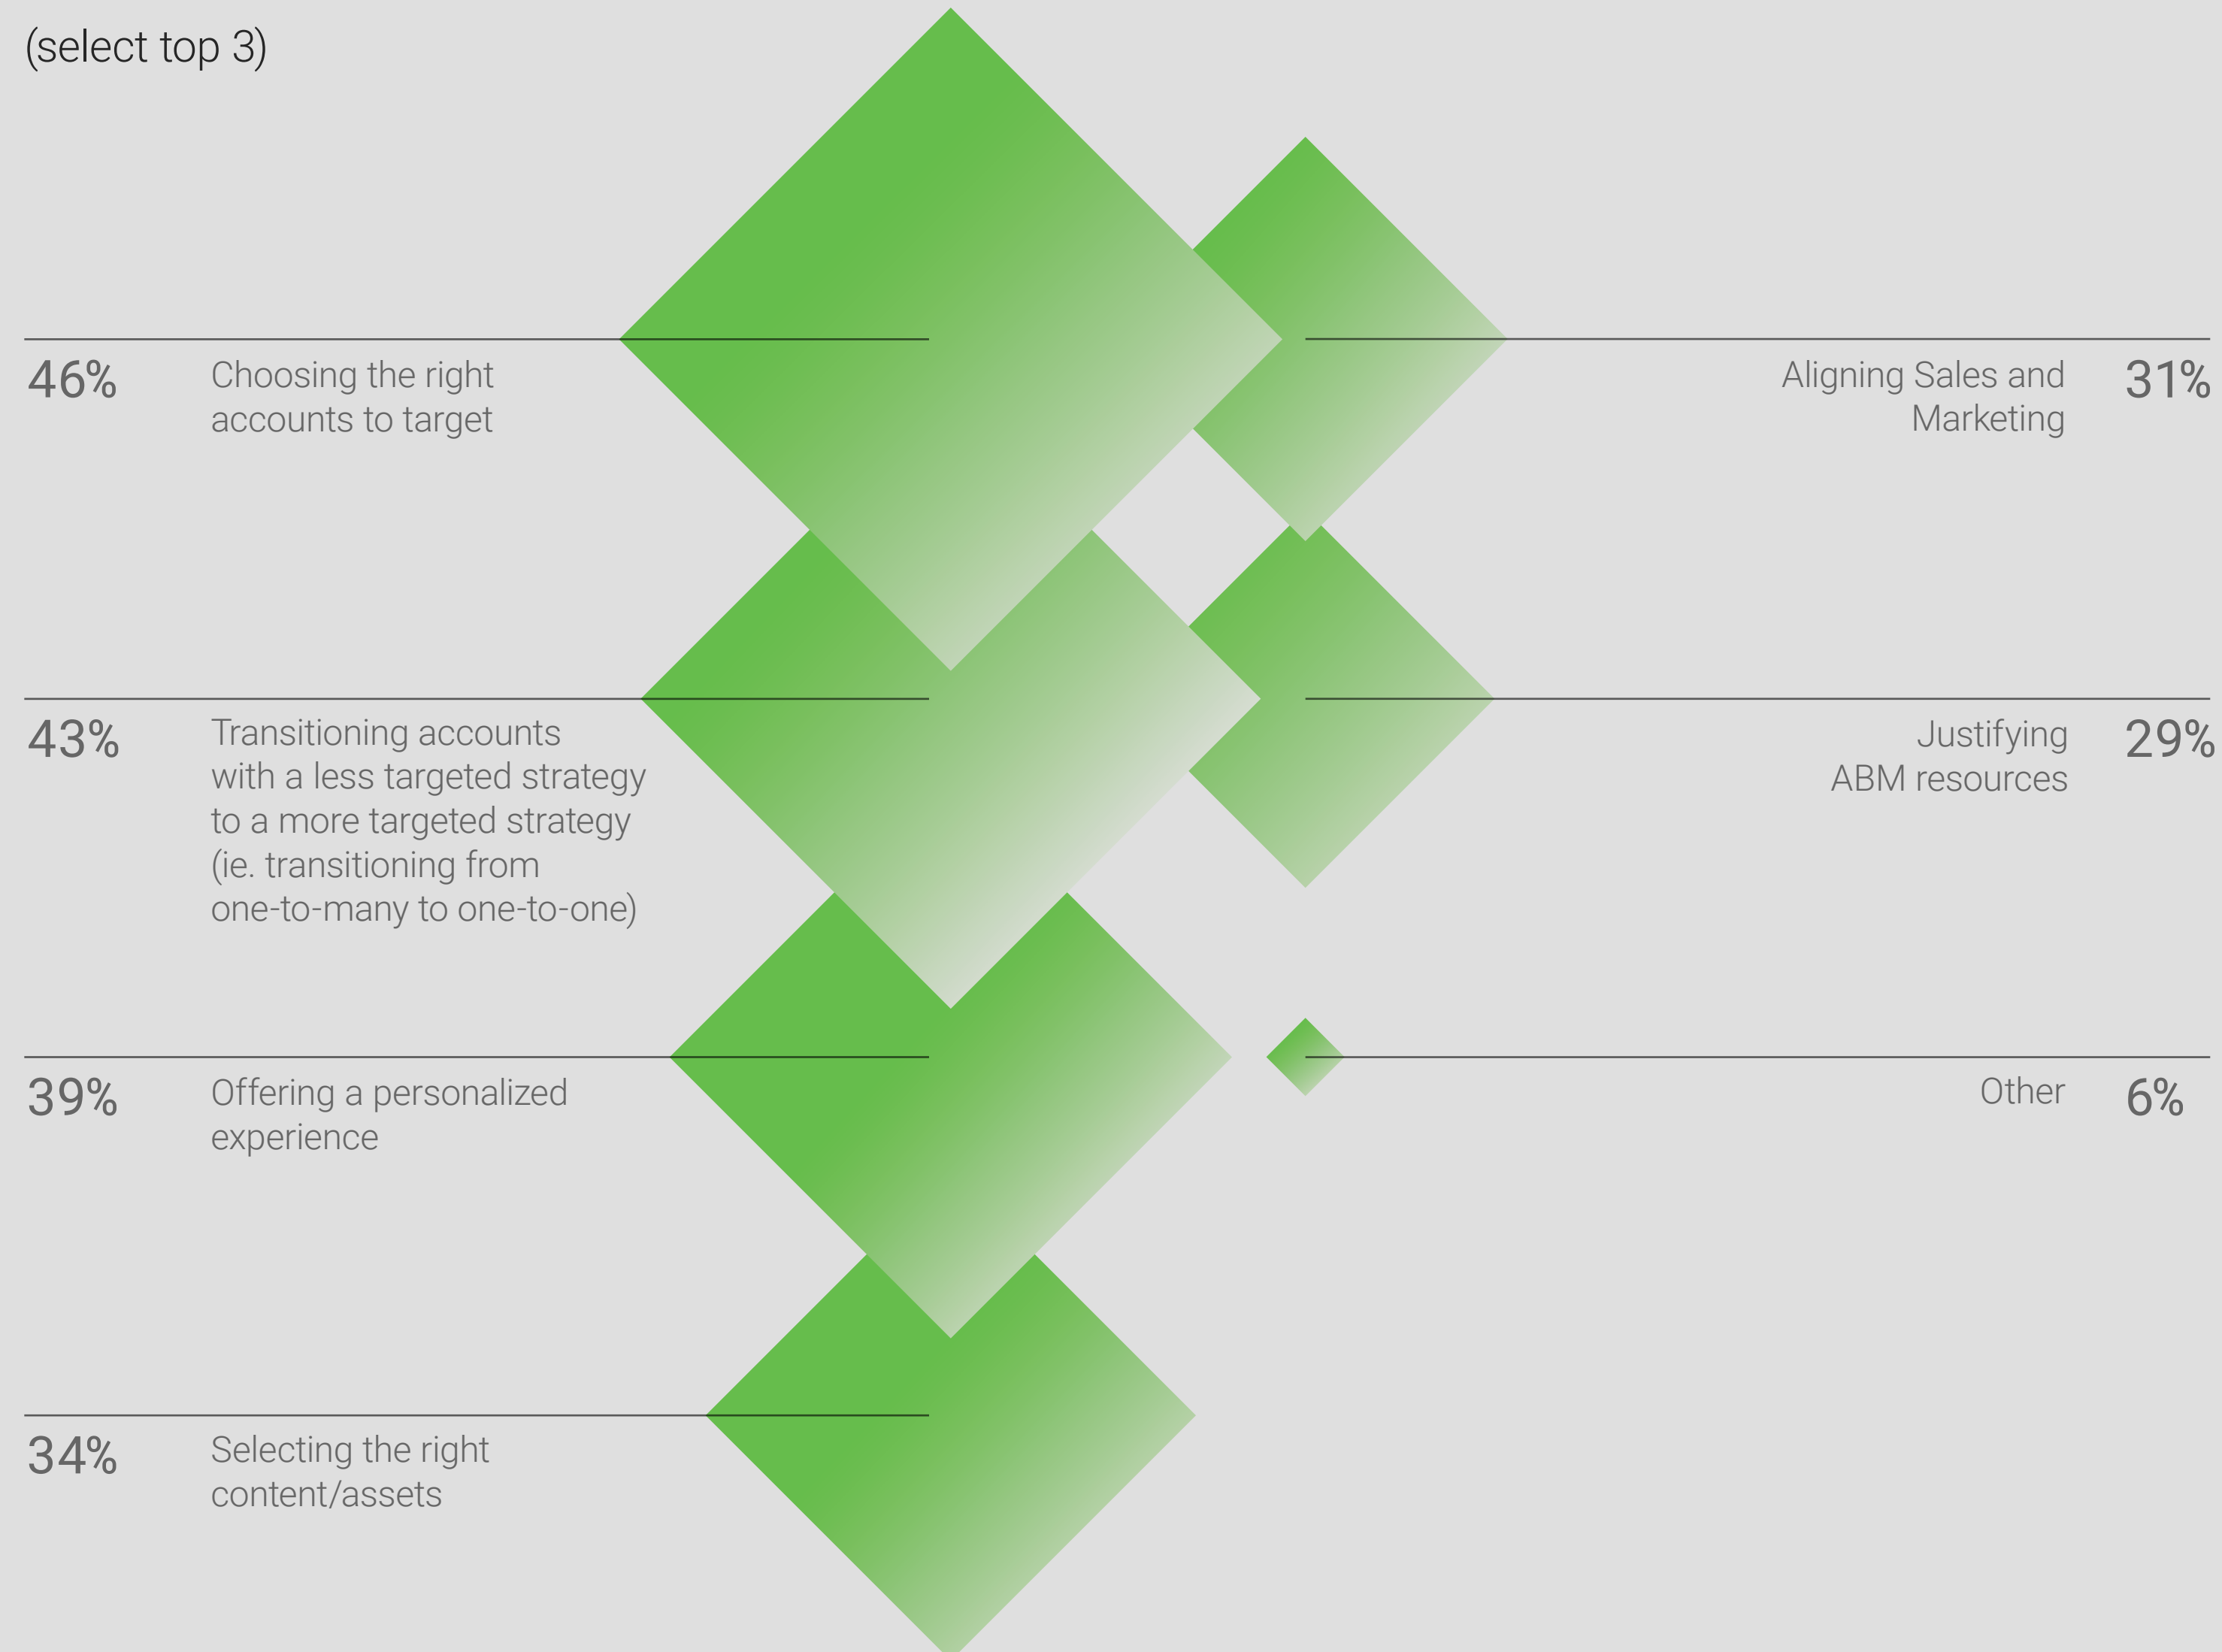 (select top 3)
46%
Choosing the right
accounts to target
43%
Transitioning accounts
with a less targeted strategy
to a more targeted strategy
(ie. transitioning from
one-to-many to one-to-one)
39%
Offering a personalized
experience
34%
Selecting the right
content/assets
Aligning Sales and
Marketing
31%
Justifying
ABM resources
29%
Other
6%